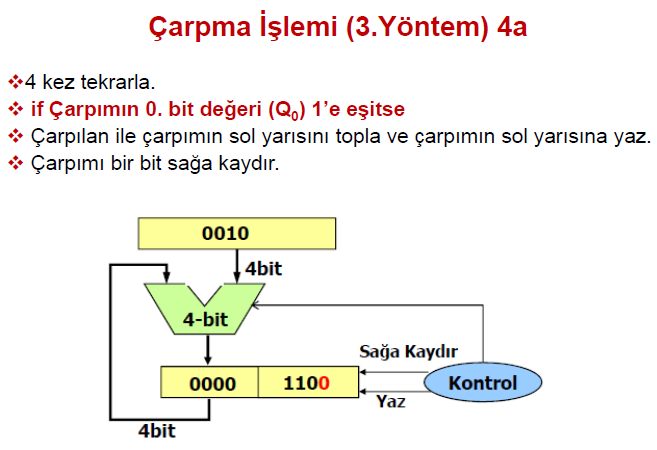 Çarpma İşlemi (3.Yöntem) 4a
❖4 kez tekrarla.
❖ if Çarpımın 0. bit değeri (Q₀) 1’e eşitse
❖ Çarpılan ile çarpımın sol yarısını topla ve çarpımın sol yarısına yaz.
❖ Çarpımı bir bit sağa kaydır.
0010
4bit
4-bit
Sağa Kaydır
0000 1100
Kontrol
Yaz
4bit